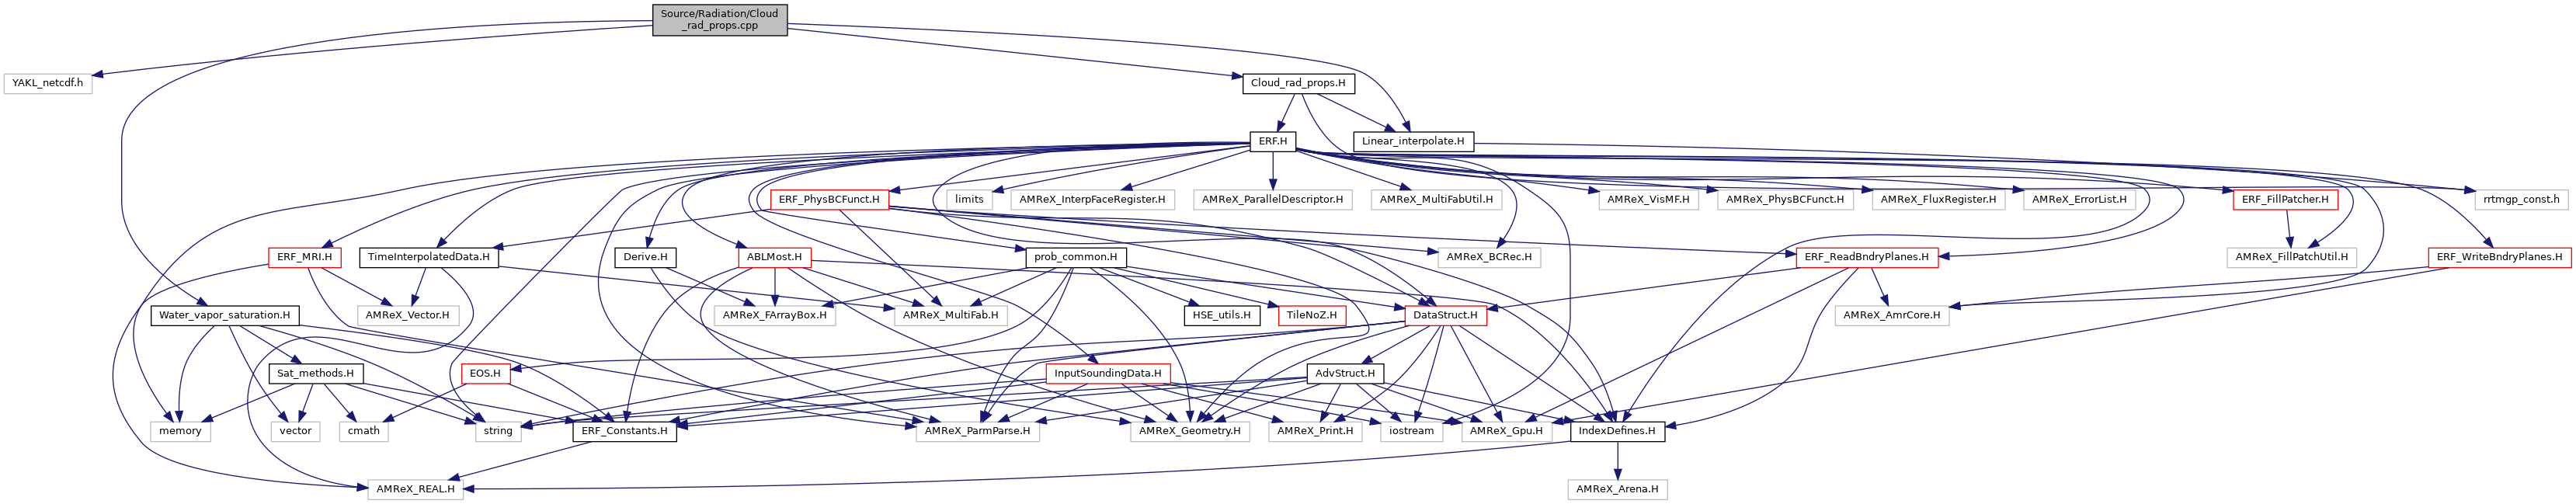 Source/Radiation/Cloud
_rad_props.cpp
YAKL_netcdf.h
Cloud_rad_props.H
ERF.H
Linear_interpolate.H
ERF_PhysBCFunct.H
limits
AMReX_InterpFaceRegister.H
AMReX_ParallelDescriptor.H
AMReX_MultiFabUtil.H
AMReX_VisMF.H
AMReX_PhysBCFunct.H
AMReX_FluxRegister.H
AMReX_ErrorList.H
ERF_FillPatcher.H
rrtmgp_const.h
ERF_MRI.H
TimeInterpolatedData.H
Derive.H
ABLMost.H
prob_common.H
AMReX_BCRec.H
ERF_ReadBndryPlanes.H
AMReX_FillPatchUtil.H
ERF_WriteBndryPlanes.H
Water_vapor_saturation.H
AMReX_Vector.H
AMReX_FArrayBox.H
AMReX_MultiFab.H
HSE_utils.H
TileNoZ.H
DataStruct.H
AMReX_AmrCore.H
Sat_methods.H
EOS.H
InputSoundingData.H
AdvStruct.H
memory
vector
cmath
string
ERF_Constants.H
AMReX_ParmParse.H
AMReX_Geometry.H
AMReX_Print.H
iostream
AMReX_Gpu.H
IndexDefines.H
AMReX_REAL.H
AMReX_Arena.H